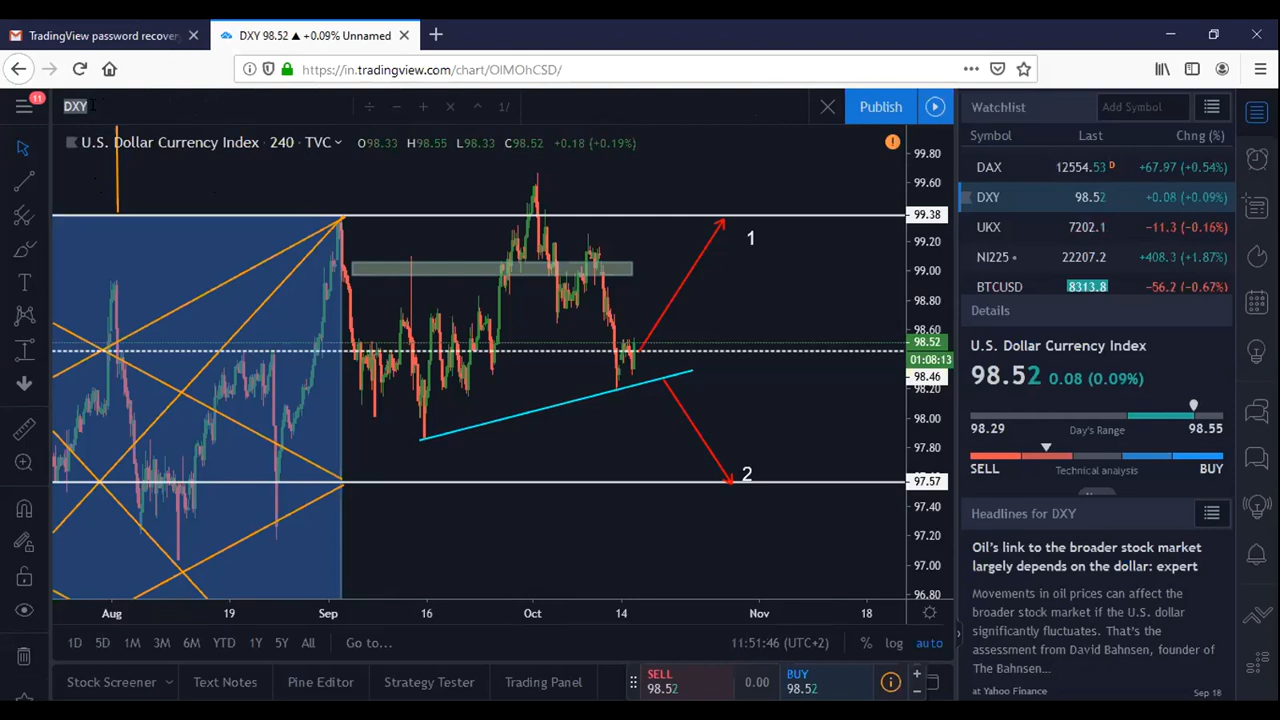 TradingView password recovery
DXY 98.52 ▲ +0.09% Unnamed
https://in.tradingview.com/chart/OIMOhCSD/
11
DXY
1/
Publish
U.S. Dollar Currency Index · 240 · TVC
O98.33 H98.55 L98.33 C98.52 +0.18 (+0.19%)
99.80
99.60
99.38
99.20
99.00
98.80
98.60
98.52
01:08:13
98.46
98.20
98.00
97.80
97.57
97.40
97.20
97.00
96.80
1
2
Aug 19 Sep 16 Oct 14 Nov 18
1D 5D 1M 3M 6M YTD 1Y 5Y All Go to...
11:51:46 (UTC+2) % log auto
Stock Screener Text Notes Pine Editor Strategy Tester Trading Panel
SELL
98.52
0.00
BUY
98.52
Watchlist Add Symbol
Symbol Last Chng (%)
DAX 12554.53 D +67.97 (+0.54%)
DXY 98.52 +0.08 (+0.09%)
UKX 7202.1 −11.3 (−0.16%)
NI225 22207.2 +408.3 (+1.87%)
BTCUSD 8313.8 −56.2 (−0.67%)
Details
U.S. Dollar Currency Index
98.52 0.08 (0.09%)
98.29 Day's Range 98.55
SELL Technical analysis BUY
Headlines for DXY
Oil's link to the broader stock market
largely depends on the dollar: expert
Movements in oil prices can affect the
broader stock market if the U.S. dollar
significantly fluctuates. That's the
assessment from David Bahnsen, founder of
The Bahnsen...
at Yahoo Finance Sep 18